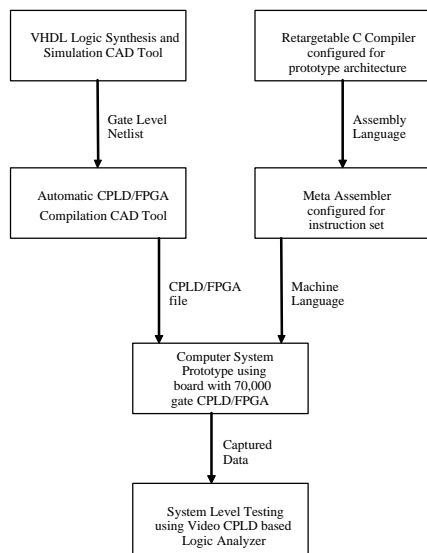 VHDL Logic Synthesis and
Simulation CAD Tool
Retargetable C Compiler
configured for
prototype architecture
Gate Level
Netlist
Assembly
Language
Automatic CPLD/FPGA
Compilation CAD Tool
Meta Assembler
configured for
instruction set
CPLD/FPGA
file
Machine
Language
Computer System
Prototype using
board with 70,000
gate CPLD/FPGA
Captured
Data
System Level Testing
using Video CPLD based
Logic Analyzer